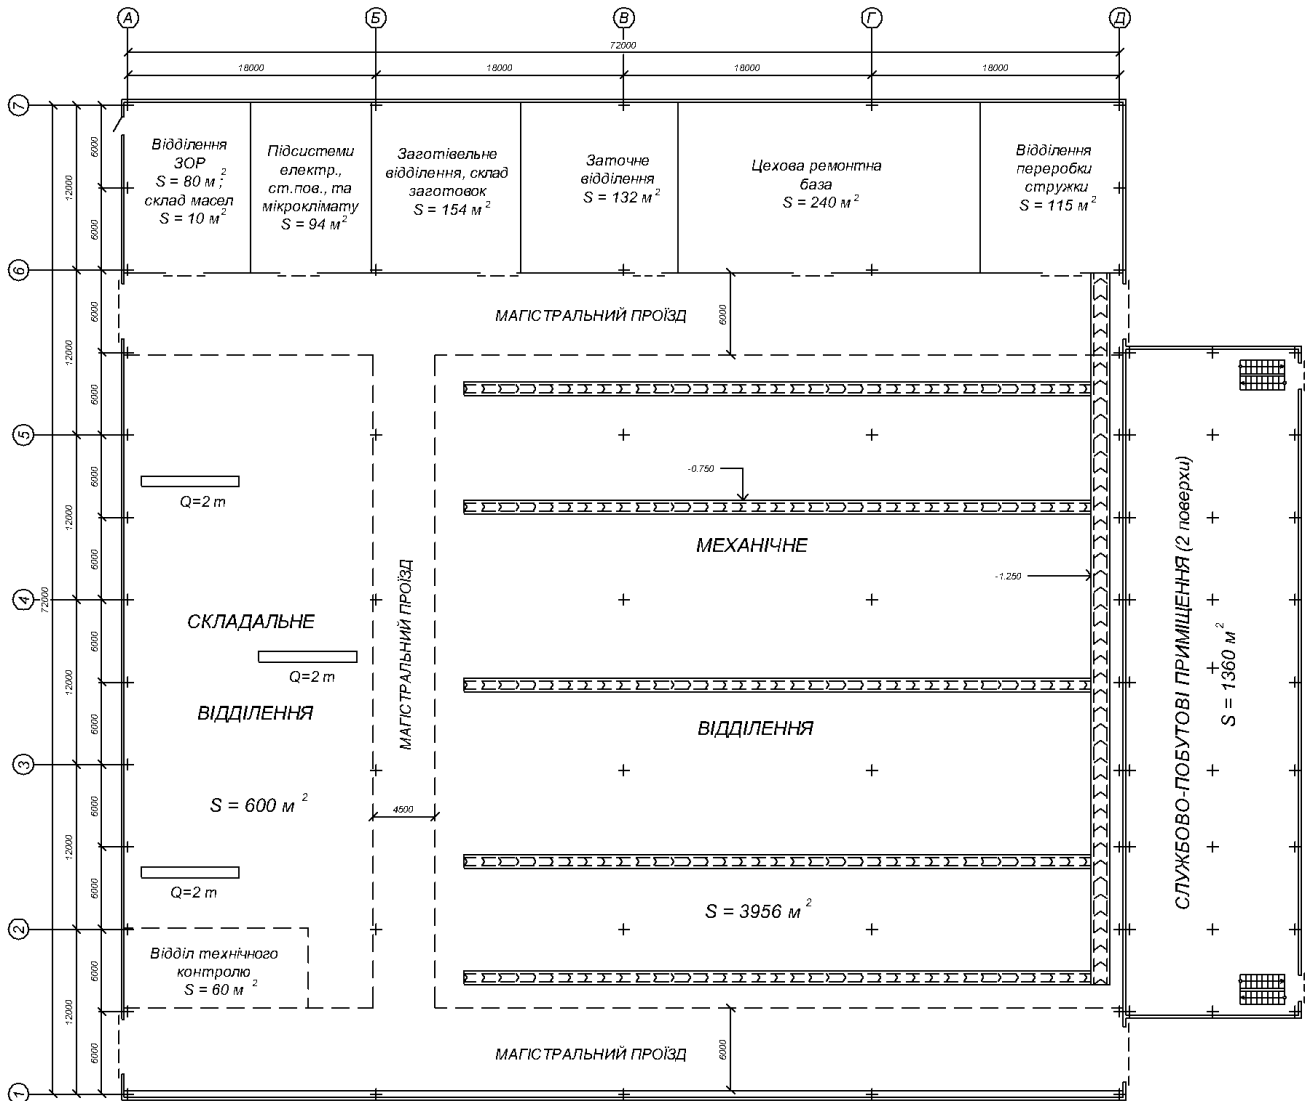 А
Б
В
Г
Д
72000
18000
18000
18000
18000
7
6
5
4
3
2
1
72000
12000
12000
12000
12000
12000
12000
6000
6000
6000
6000
6000
6000
6000
6000
6000
6000
6000
6000
Відділення
ЗОР
S = 80 м²;
склад масел
S = 10 м²
Підсистеми
електр.,
ст.пов., та
мікроклімату
S = 94 м²
Заготівельне
відділення, склад
заготовок
S = 154 м²
Заточне
відділення
S = 132 м²
Цехова ремонтна
база
S = 240 м²
Відділення
переробки
стружки
S = 115 м²
МАГІСТРАЛЬНИЙ ПРОЇЗД
6000
-0.750
Q=2 т
МЕХАНІЧНЕ
-1.250
СКЛАДАЛЬНЕ
Q=2 т
МАГІСТРАЛЬНИЙ ПРОЇЗД
ВІДДІЛЕННЯ
ВІДДІЛЕННЯ
S = 600 м²
4500
Q=2 т
S = 3956 м²
Відділ технічного
контролю
S = 60 м²
МАГІСТРАЛЬНИЙ ПРОЇЗД
6000
СЛУЖБОВО-ПОБУТОВІ ПРИМІЩЕННЯ (2 поверхи)
S = 1360 м²